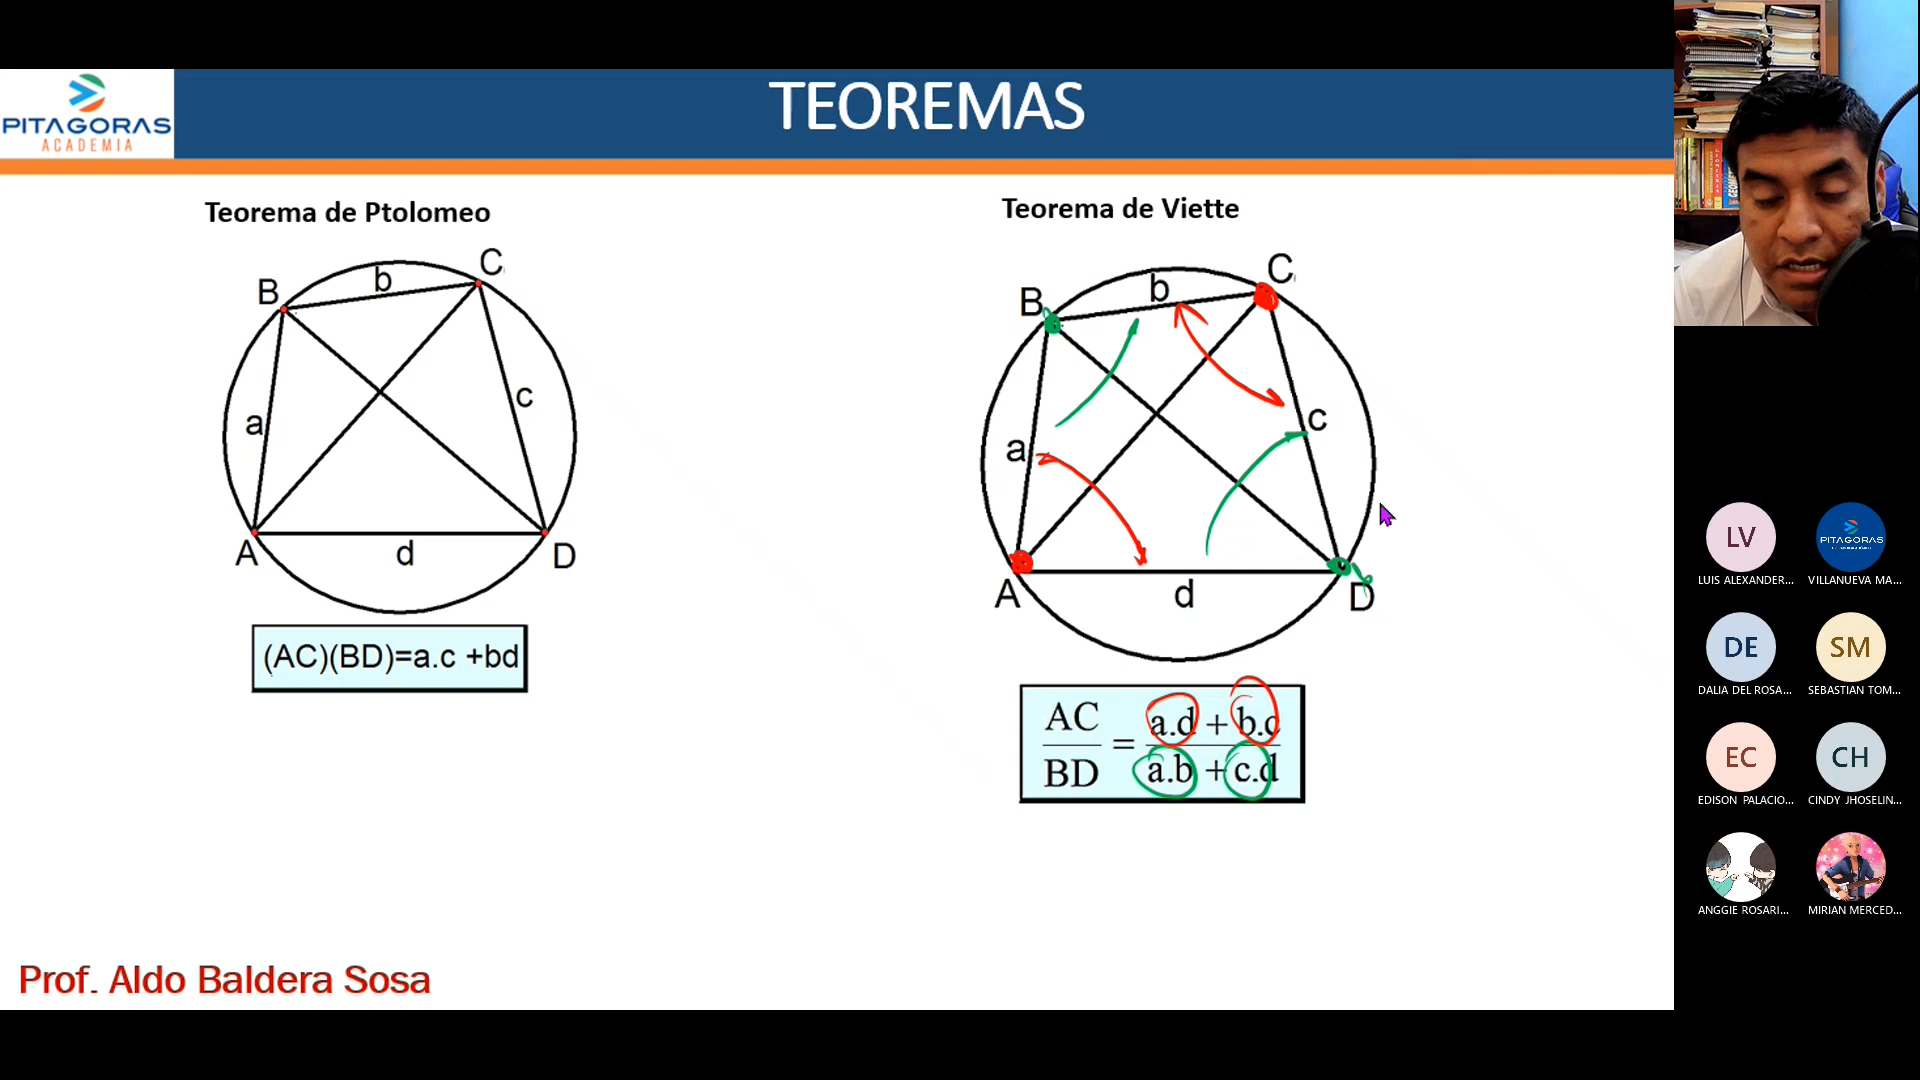 PITAGORAS
ACADEMIA
TEOREMAS
Teorema de Ptolomeo
Teorema de Viette
B
b
C
a
c
A
d
D
(AC)(BD)=a.c +bd
B
b
C
a
c
A
d
D
AC
BD
=
a.d + b.c
a.b + c.d
Prof. Aldo Baldera Sosa
LV
LUIS ALEXANDER...
PITAGORAS
VILLANUEVA MA...
DE
DALIA DEL ROSA...
SM
SEBASTIAN TOM...
EC
EDISON PALACIO...
CH
CINDY JHOSELIN...
ANGGIE ROSARI...
MIRIAN MERCED...